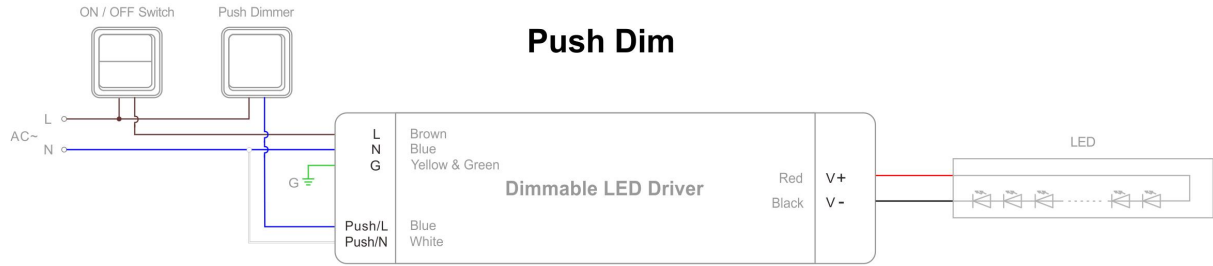 ON / OFF Switch
Push Dimmer
Push Dim
L
AC~
N
L Brown
N Blue
G Yellow & Green
G
Dimmable LED Driver
Push/L Blue
Push/N White
Red V+
Black V-
LED